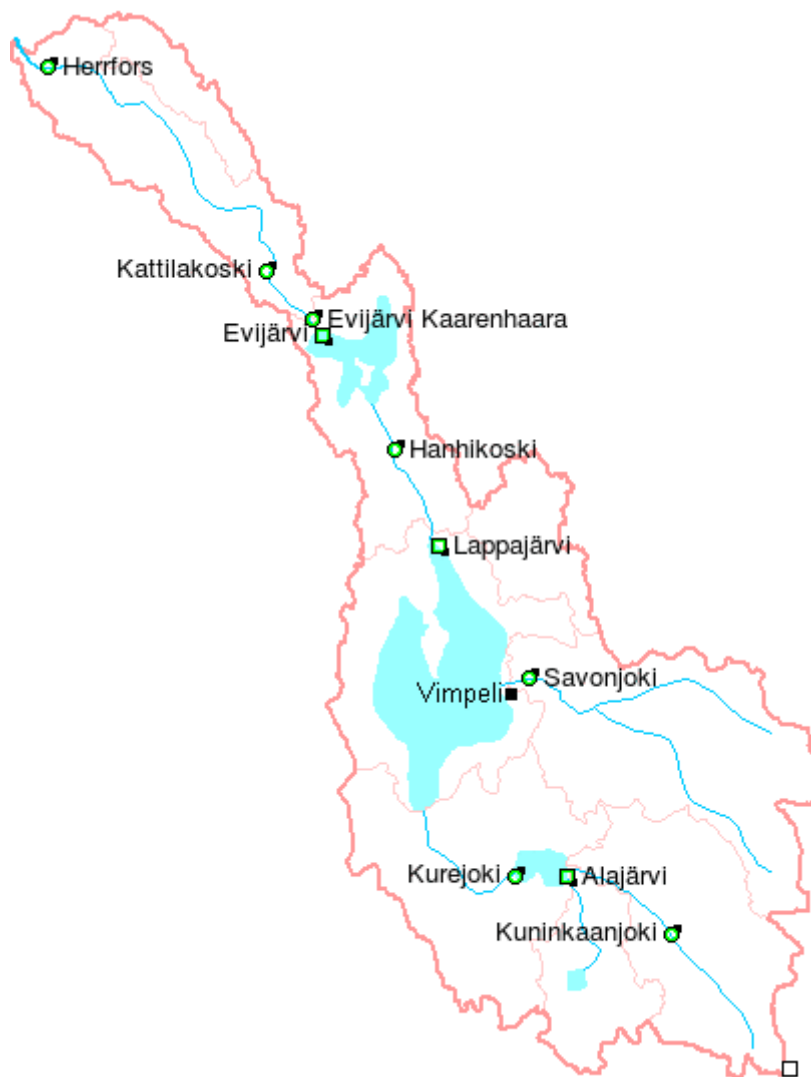 Herrfors
Kattilakoski
Evijärvi Kaarenhaara
Evijärvi
Hanhikoski
Lappajärvi
Savonjoki
Vimpeli
Kurejoki
Alajärvi
Kuninkaanjoki